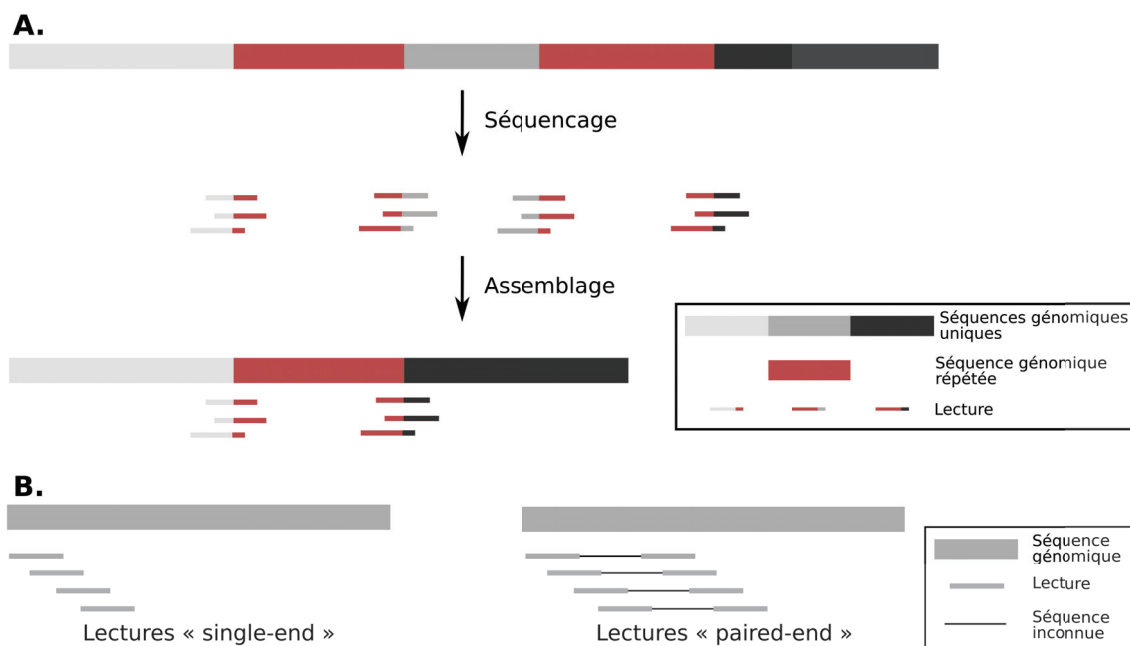 A.
Séquencage
Assemblage
Séquences génomiques
uniques
Séquence génomique
répétée
Lecture
B.
Lectures « single-end »
Lectures « paired-end »
Séquence
génomique
Lecture
Séquence
inconnue